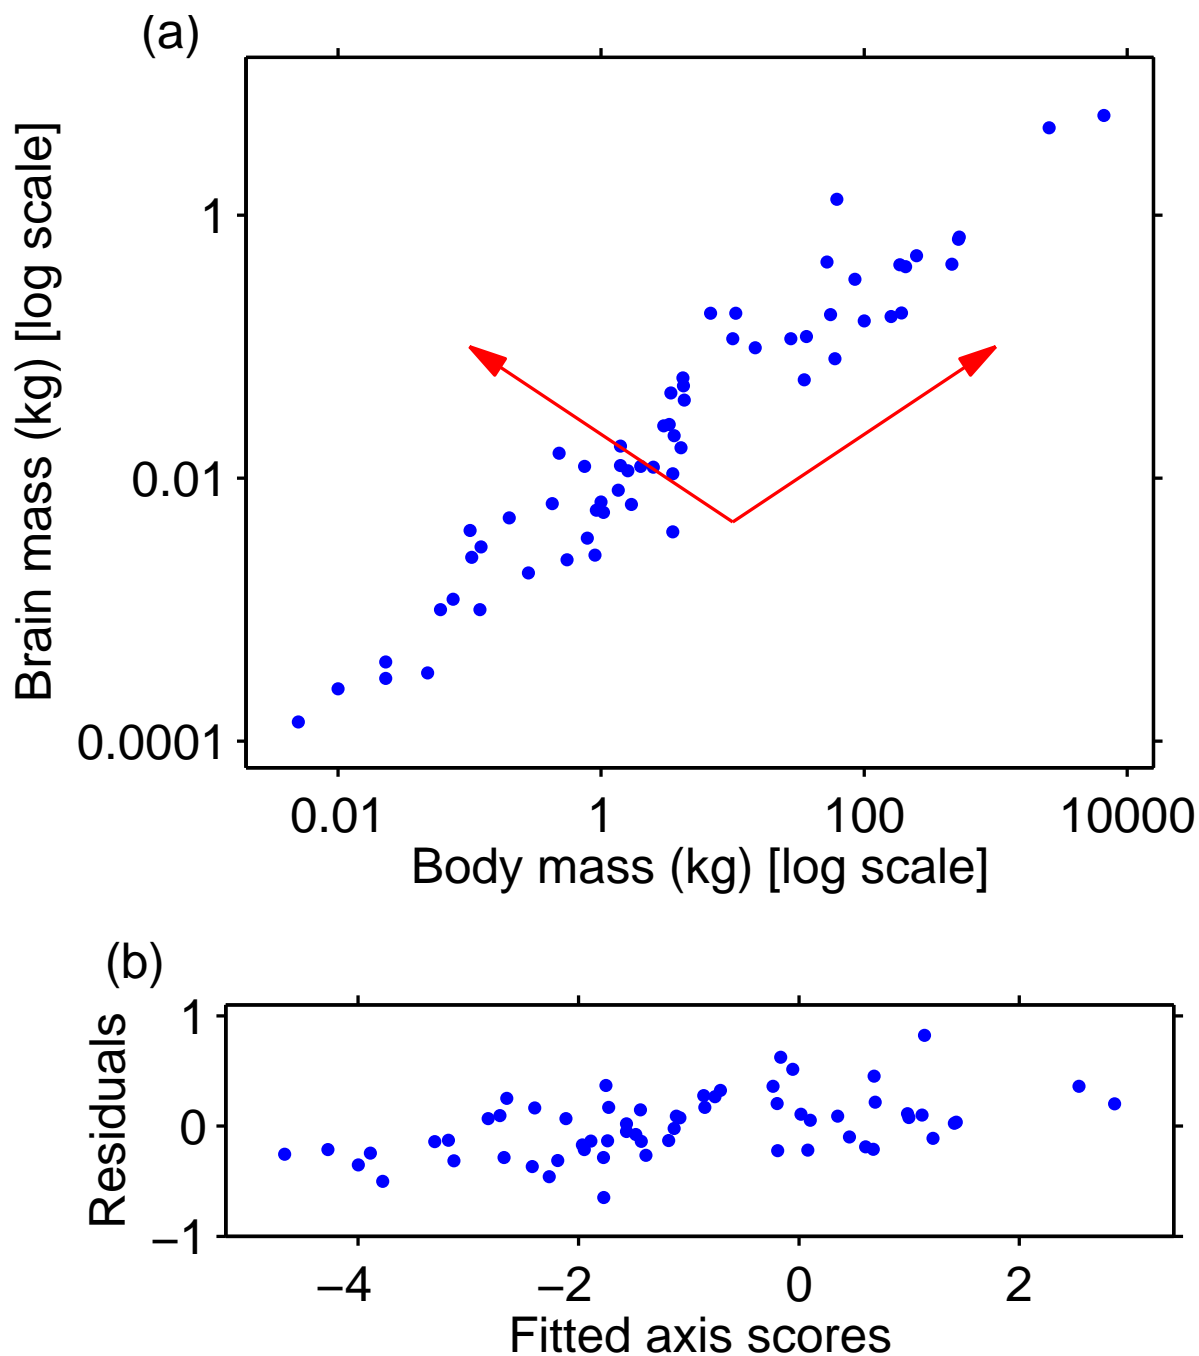 (a)
Brain mass (kg) [log scale]
1
0.01
0.0001
0.01 1 100 10000
Body mass (kg) [log scale]
(b)
Residuals
1
0
−1
−4 −2 0 2
Fitted axis scores